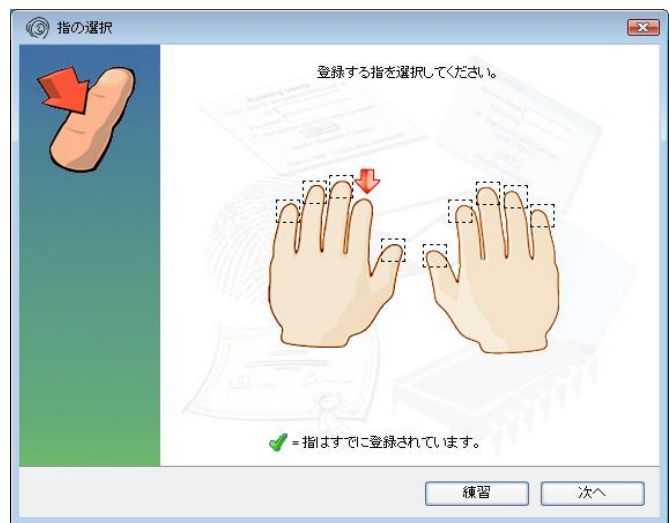 指の選択
登録する指を選択してください。
= 指はすでに登録されています。
練習
次へ